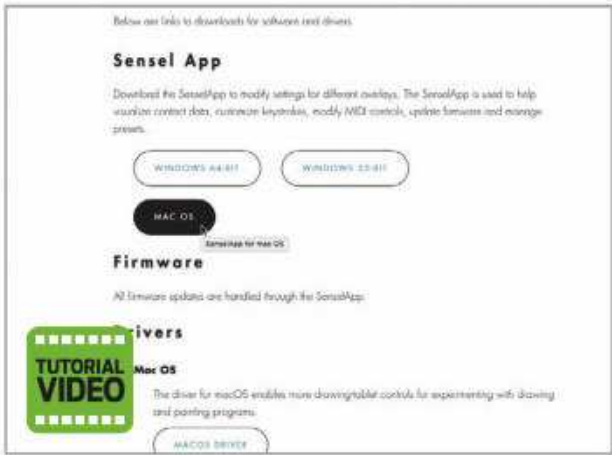 Below are links to downloads for software and drivers.
Sensel App
Download the SenselApp to modify settings for different overlays. The SenselApp is used to help
visualize contact data, customize keystrokes, modify MIDI controls, update firmware and manage
presets.
WINDOWS 64-BIT
WINDOWS 32-BIT
MAC OS
SenselApp for mac OS
Firmware
All firmware updates are handled through the SenselApp.
Drivers
Mac OS
The driver for macOS enables more drawing-tablet controls for experimenting with drawing
and painting programs.
MACOS DRIVER
TUTORIAL
VIDEO